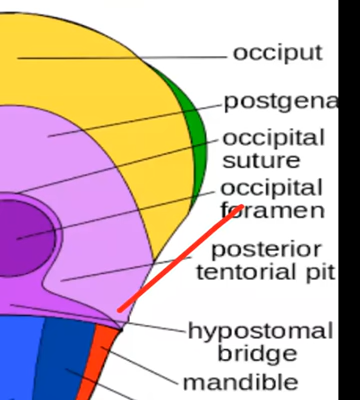 occiput
postgena
occipital
suture
occipital
foramen
posterior
tentorial pit
hypostomal
bridge
mandible